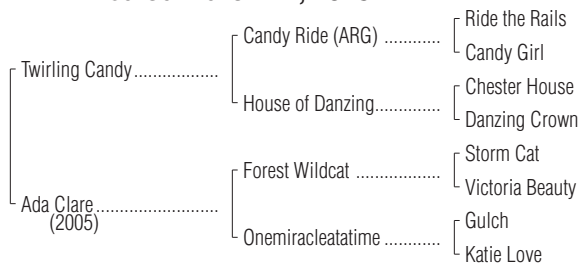 Ride the Rails
Candy Ride (ARG) ............
Candy Girl
Twirling Candy..................
Chester House
House of Danzing..............
Danzing Crown
Storm Cat
Forest Wildcat ..................
Victoria Beauty
Ada Clare..........................
(2005)
Gulch
Onemiracleatatime ............
Katie Love